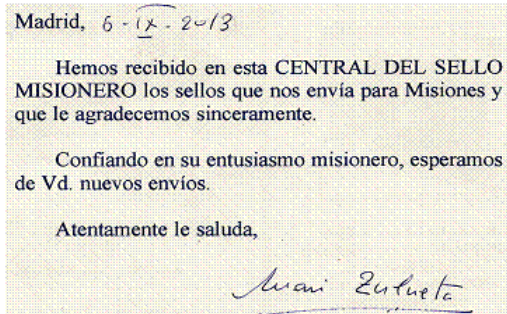 Madrid, 6-IX-2013
Hemos recibido en esta CENTRAL DEL SELLO
MISIONERO los sellos que nos envía para Misiones y
que le agradecemos sinceramente.
Confiando en su entusiasmo misionero, esperamos
de Vd. nuevos envíos.
Atentamente le saluda,
Zulueta